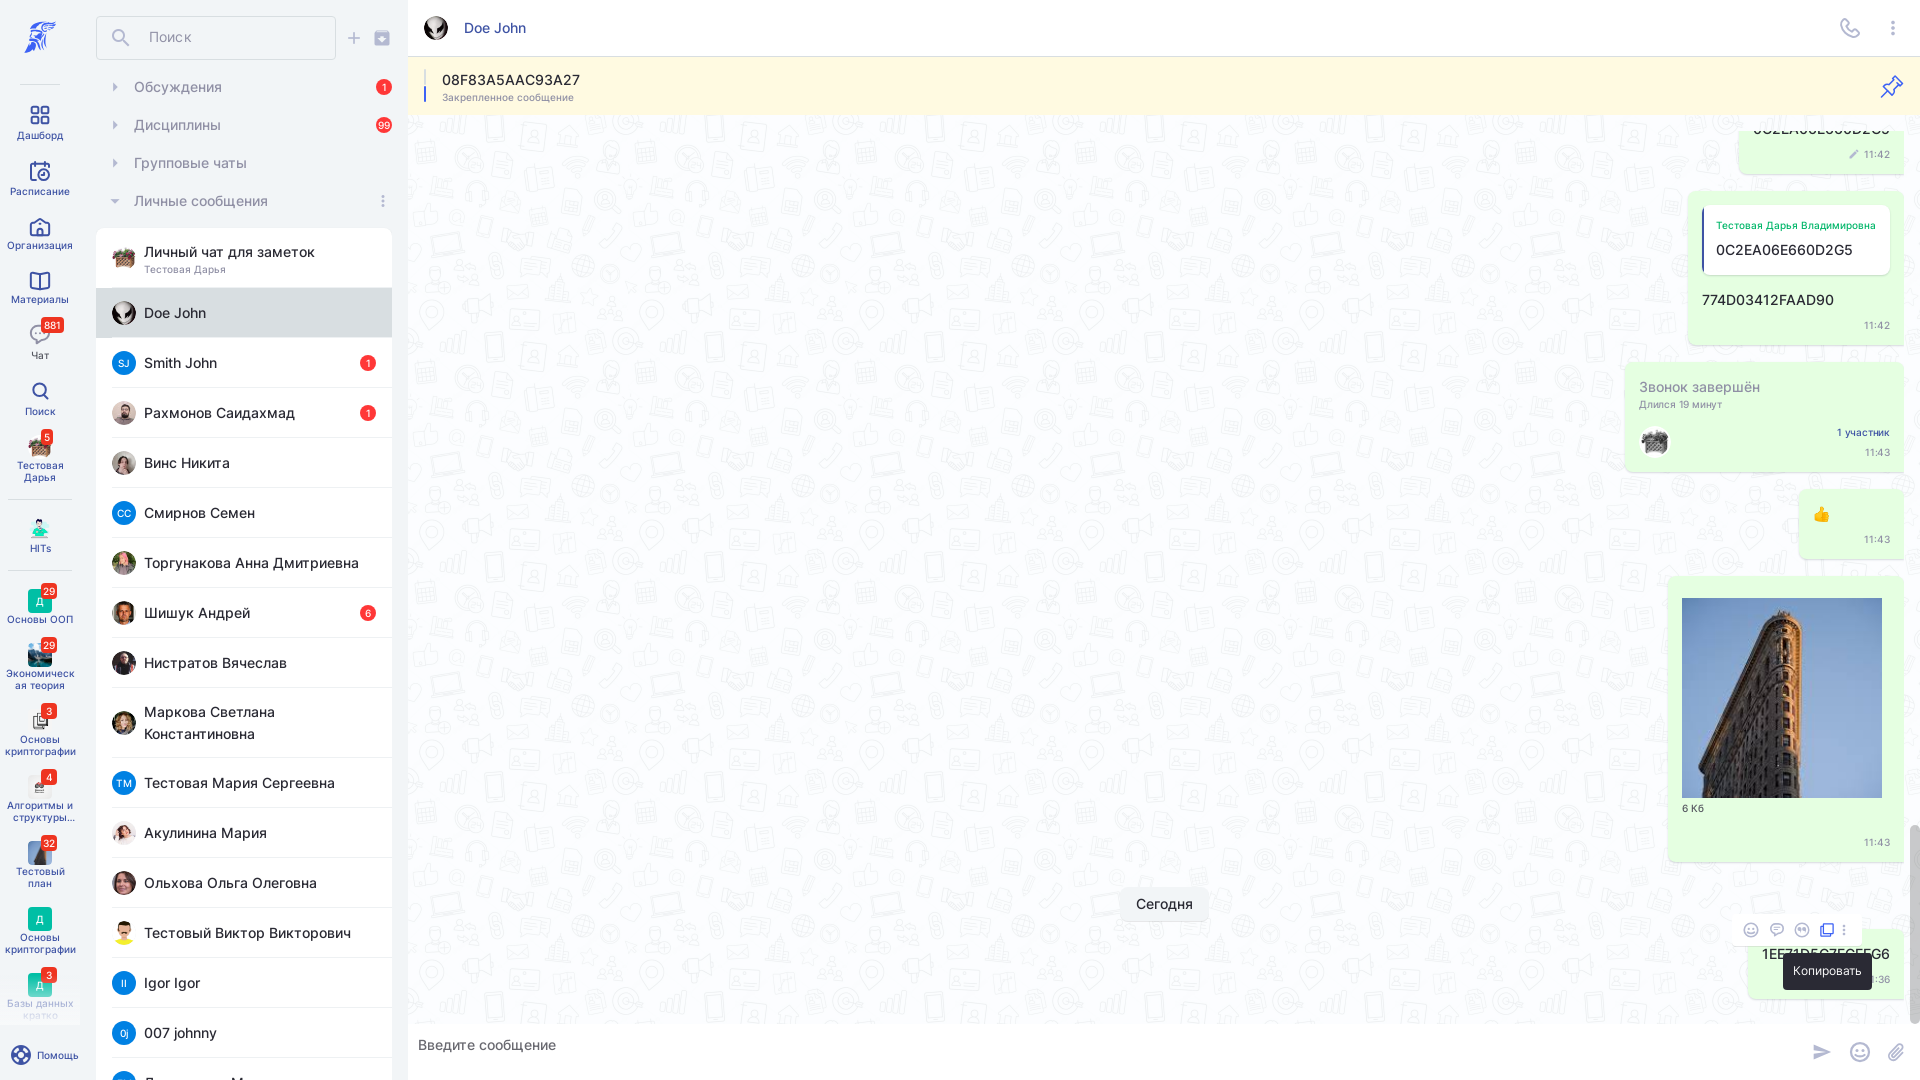 Дашборд
Расписание
Организация
Материалы
881
Чат
Поиск
5
Тестовая
Дарья
HITs
29
Д
Основы ООП
29
Экономическ
ая теория
3
Основы
криптографии
4
Алгоритмы и
структуры...
32
Тестовый
план
Д
Основы
криптографии
3
Д
Базы данных
кратко
Помощь
Поиск
Обсуждения
1
Дисциплины
99
Групповые чаты
Личные сообщения
Личный чат для заметок
Тестовая Дарья
Doe John
SJ
Smith John
1
Рахмонов Саидахмад
1
Винс Никита
СС
Смирнов Семен
Торгунакова Анна Дмитриевна
Шишук Андрей
6
Нистратов Вячеслав
Маркова Светлана
Константиновна
ТМ
Тестовая Мария Сергеевна
Акулинина Мария
Ольхова Ольга Олеговна
Тестовый Виктор Викторович
II
Igor Igor
0j
007 johnny
Doe John
08F83A5AAC93A27
Закрепленное сообщение
11:42
Тестовая Дарья Владимировна
0C2EA06E660D2G5
774D03412FAAD90
11:42
Звонок завершён
Длился 19 минут
1 участник
11:43
11:43
6 Кб
11:43
Сегодня
Копировать
Введите сообщение